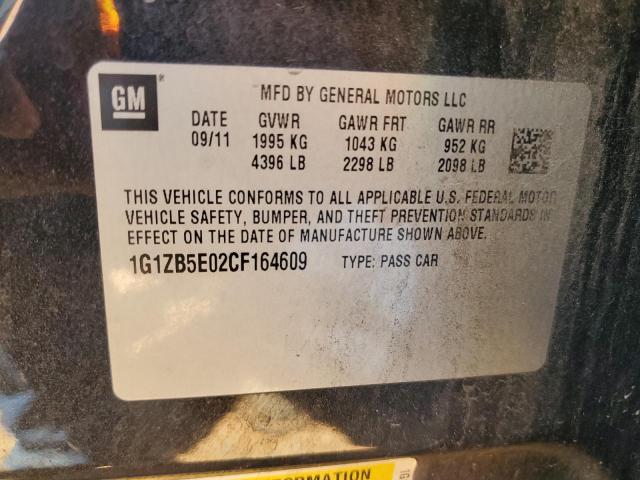 GM ®
MFD BY GENERAL MOTORS LLC
DATE GVWR GAWR FRT GAWR RR
09/11 1995 KG 1043 KG 952 KG
4396 LB 2298 LB 2098 LB
THIS VEHICLE CONFORMS TO ALL APPLICABLE U.S. FEDERAL MOTOR
VEHICLE SAFETY, BUMPER, AND THEFT PREVENTION STANDARDS IN
EFFECT ON THE DATE OF MANUFACTURE SHOWN ABOVE.
1G1ZB5E02CF164609 TYPE: PASS CAR
FORMATION
1G